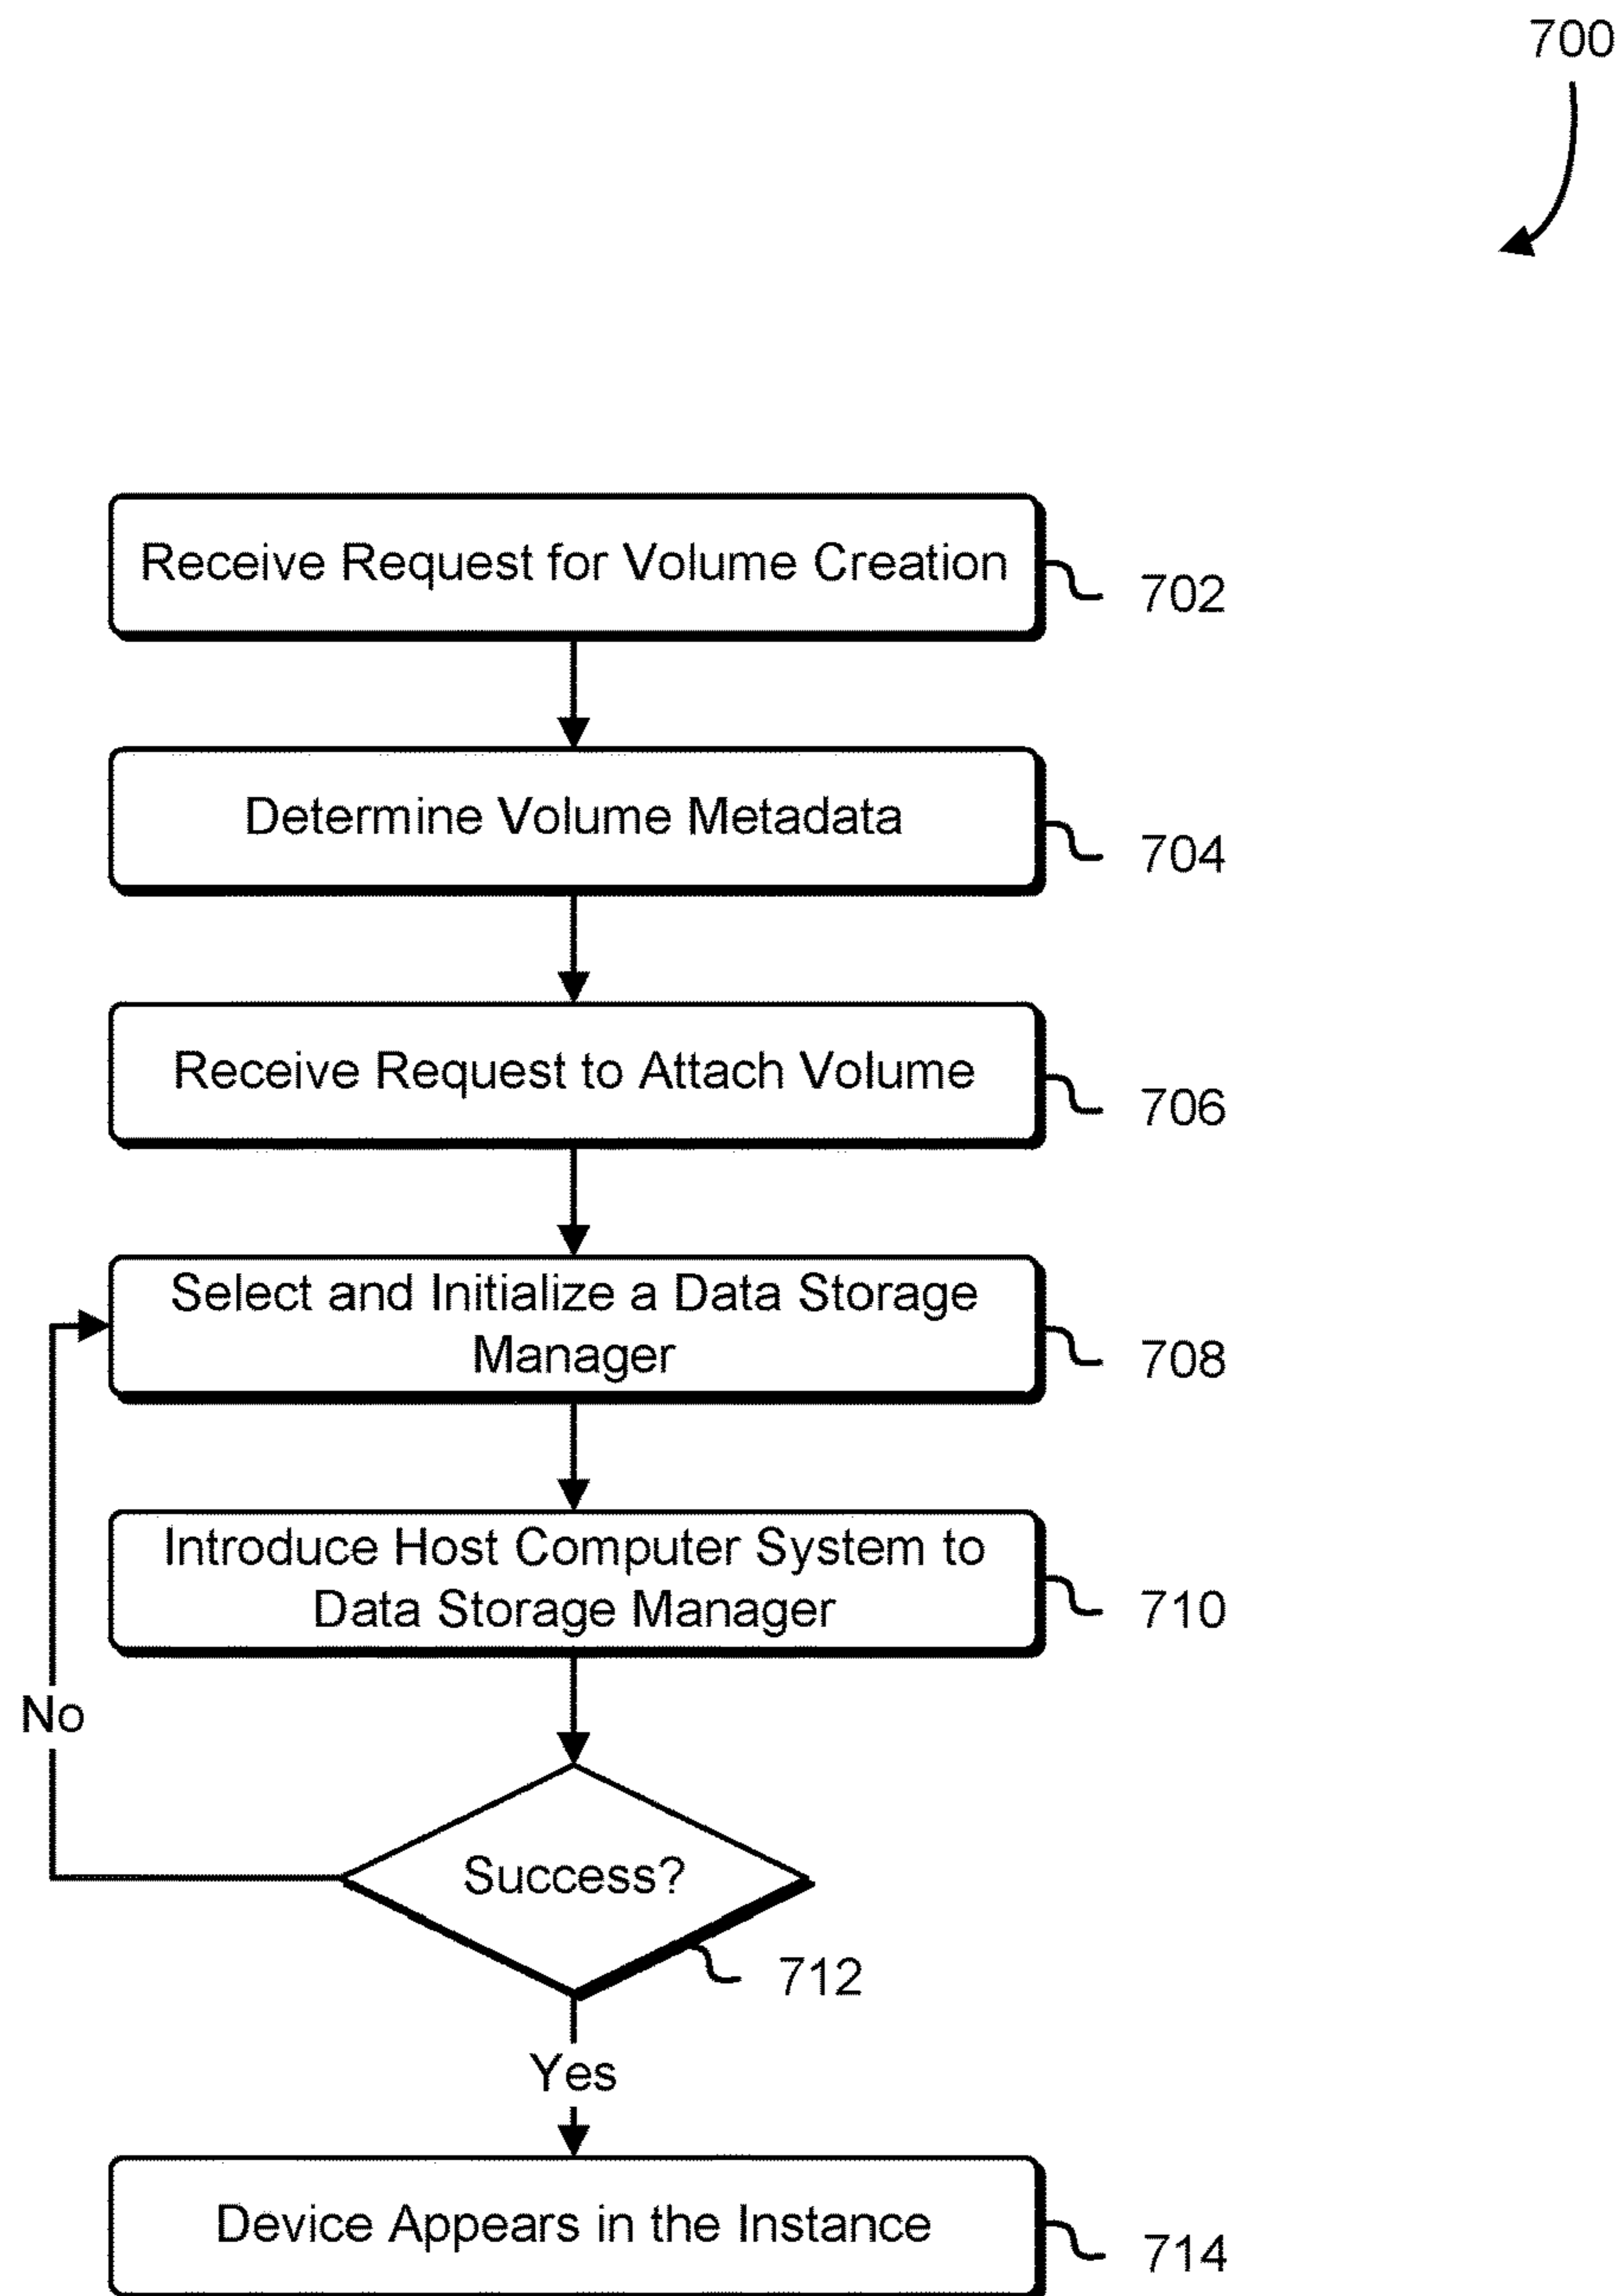 700
Receive Request for Volume Creation
702
Determine Volume Metadata
704
Receive Request to Attach Volume
706
Select and Initialize a Data Storage
Manager
708
Introduce Host Computer System to
Data Storage Manager
710
No
Success?
712
Yes
Device Appears in the Instance
714